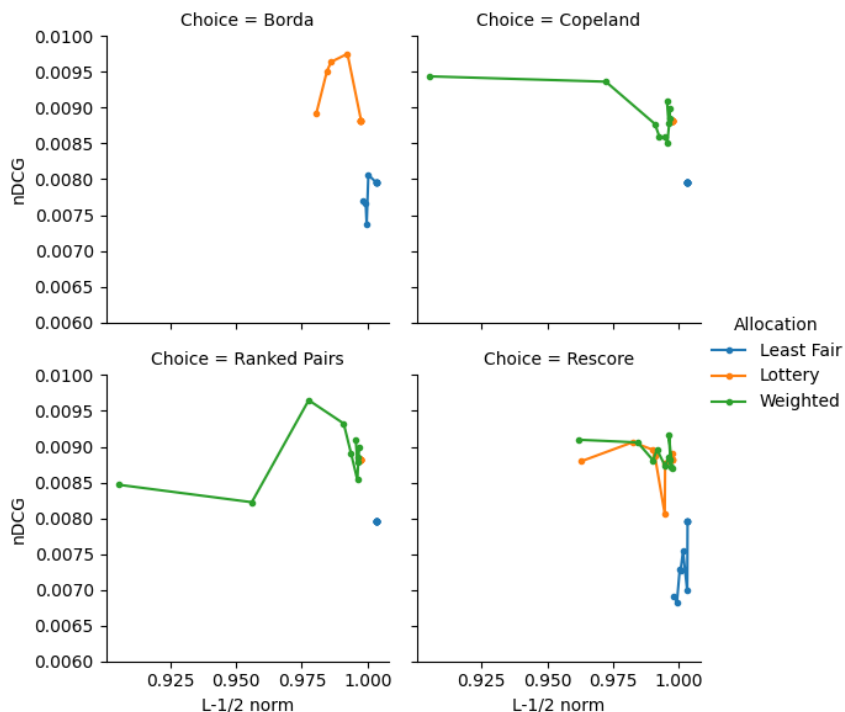 Choice = Borda
Choice = Copeland
0.0100
0.0095
0.0090
0.0085
0.0080
0.0075
0.0070
0.0065
0.0060
nDCG
Choice = Ranked Pairs
Choice = Rescore
0.0100
0.0095
0.0090
0.0085
0.0080
0.0075
0.0070
0.0065
0.0060
nDCG
0.925 0.950 0.975 1.000
L-1/2 norm
0.925 0.950 0.975 1.000
L-1/2 norm
Allocation
Least Fair
Lottery
Weighted